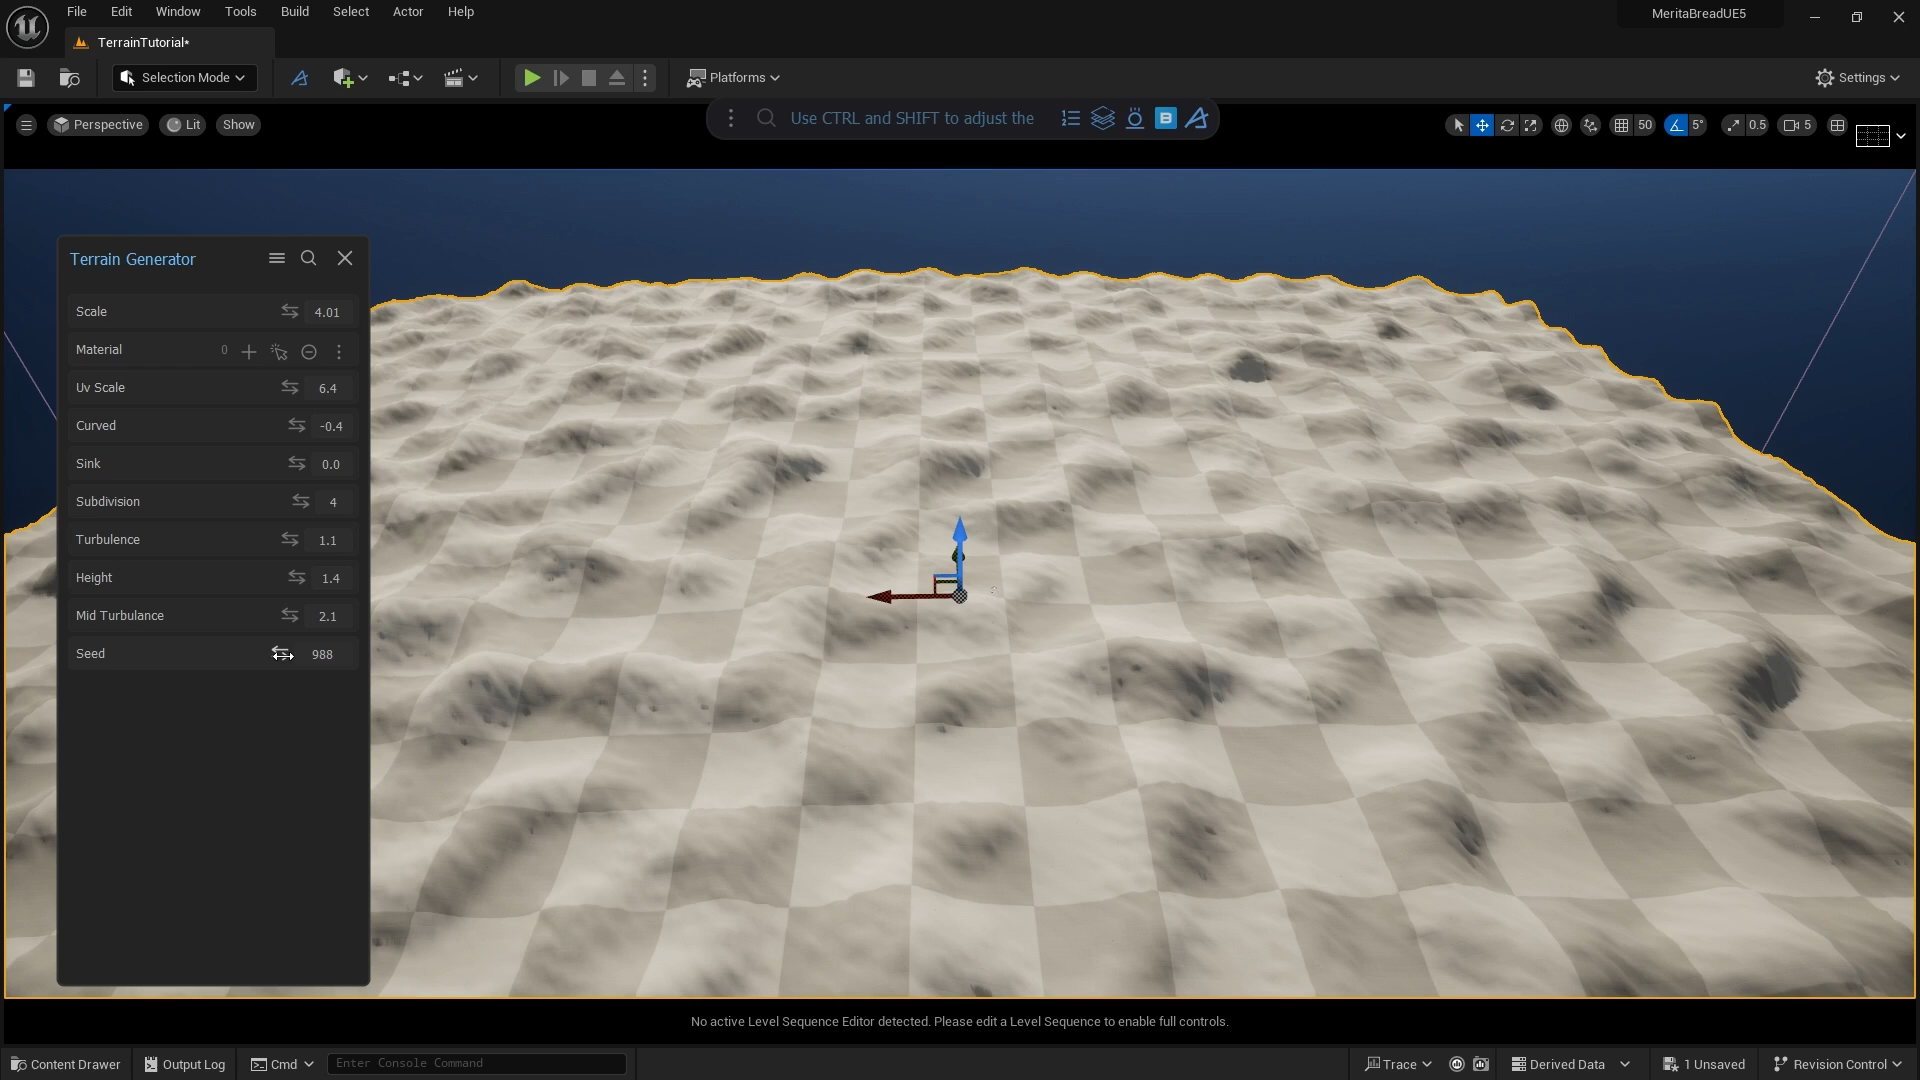 File Edit Window Tools Build Select Actor Help
MeritaBreadUE5
TerrainTutorial*
Selection Mode
Platforms
Settings
Perspective
Lit
Show
Use CTRL and SHIFT to adjust the
B
50
5°
0.5
5
Terrain Generator
Scale 4.01
Material 0
Uv Scale 6.4
Curved -0.4
Sink 0.0
Subdivision 4
Turbulence 1.1
Height 1.4
Mid Turbulance 2.1
Seed 988
No active Level Sequence Editor detected. Please edit a Level Sequence to enable full controls.
Content Drawer
Output Log
Cmd
Enter Console Command
Trace
Derived Data
1 Unsaved
Revision Control